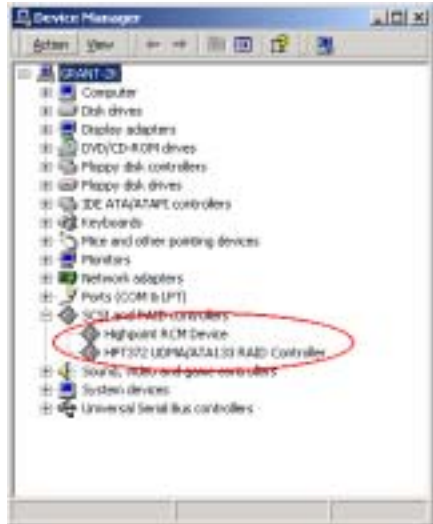 Device Manager
Action View
GRANT-2K
Computer
Disk drives
Display adapters
DVD/CD-ROM drives
Floppy disk controllers
Floppy disk drives
IDE ATA/ATAPI controllers
Keyboards
Mice and other pointing devices
Monitors
Network adapters
Ports (COM & LPT)
SCSI and RAID controllers
Highpoint RCM Device
HPT372 UDMA/ATA133 RAID Controller
Sound, video and game controllers
System devices
Universal Serial Bus controllers